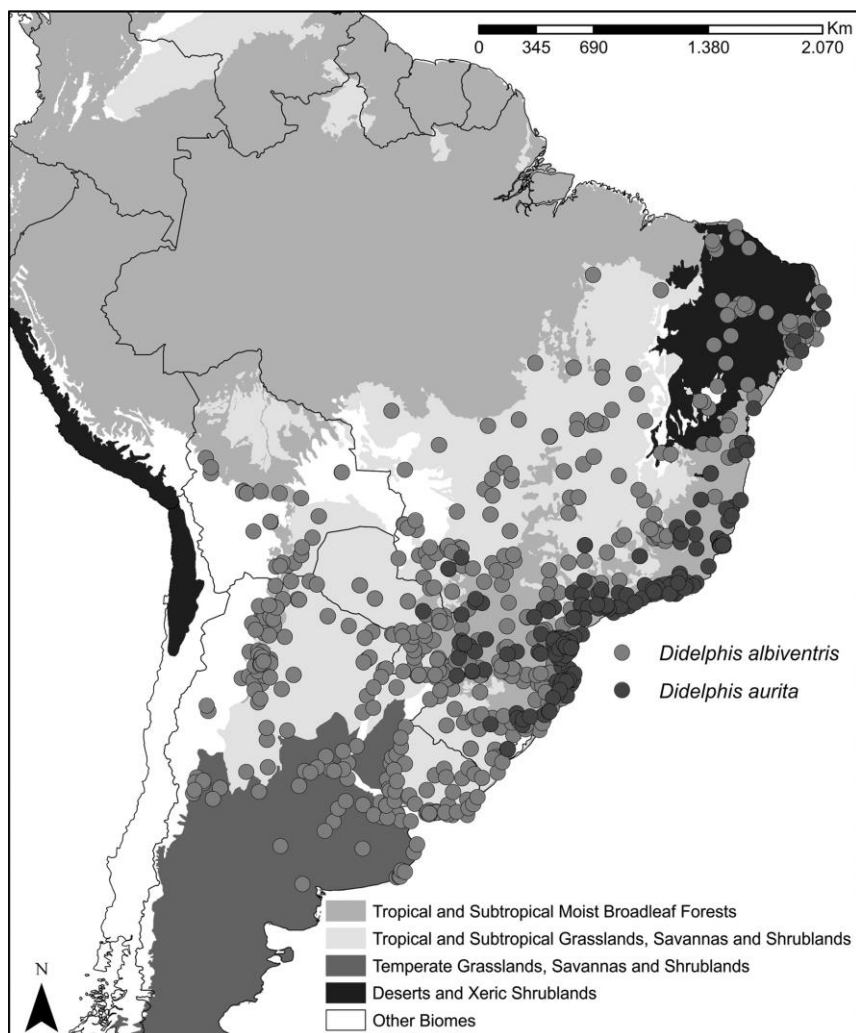 Km
0 345 690 1.380 2.070
Didelphis albiventris
Didelphis aurita
Tropical and Subtropical Moist Broadleaf Forests
Tropical and Subtropical Grasslands, Savannas and Shrublands
Temperate Grasslands, Savannas and Shrublands
Deserts and Xeric Shrublands
Other Biomes
N